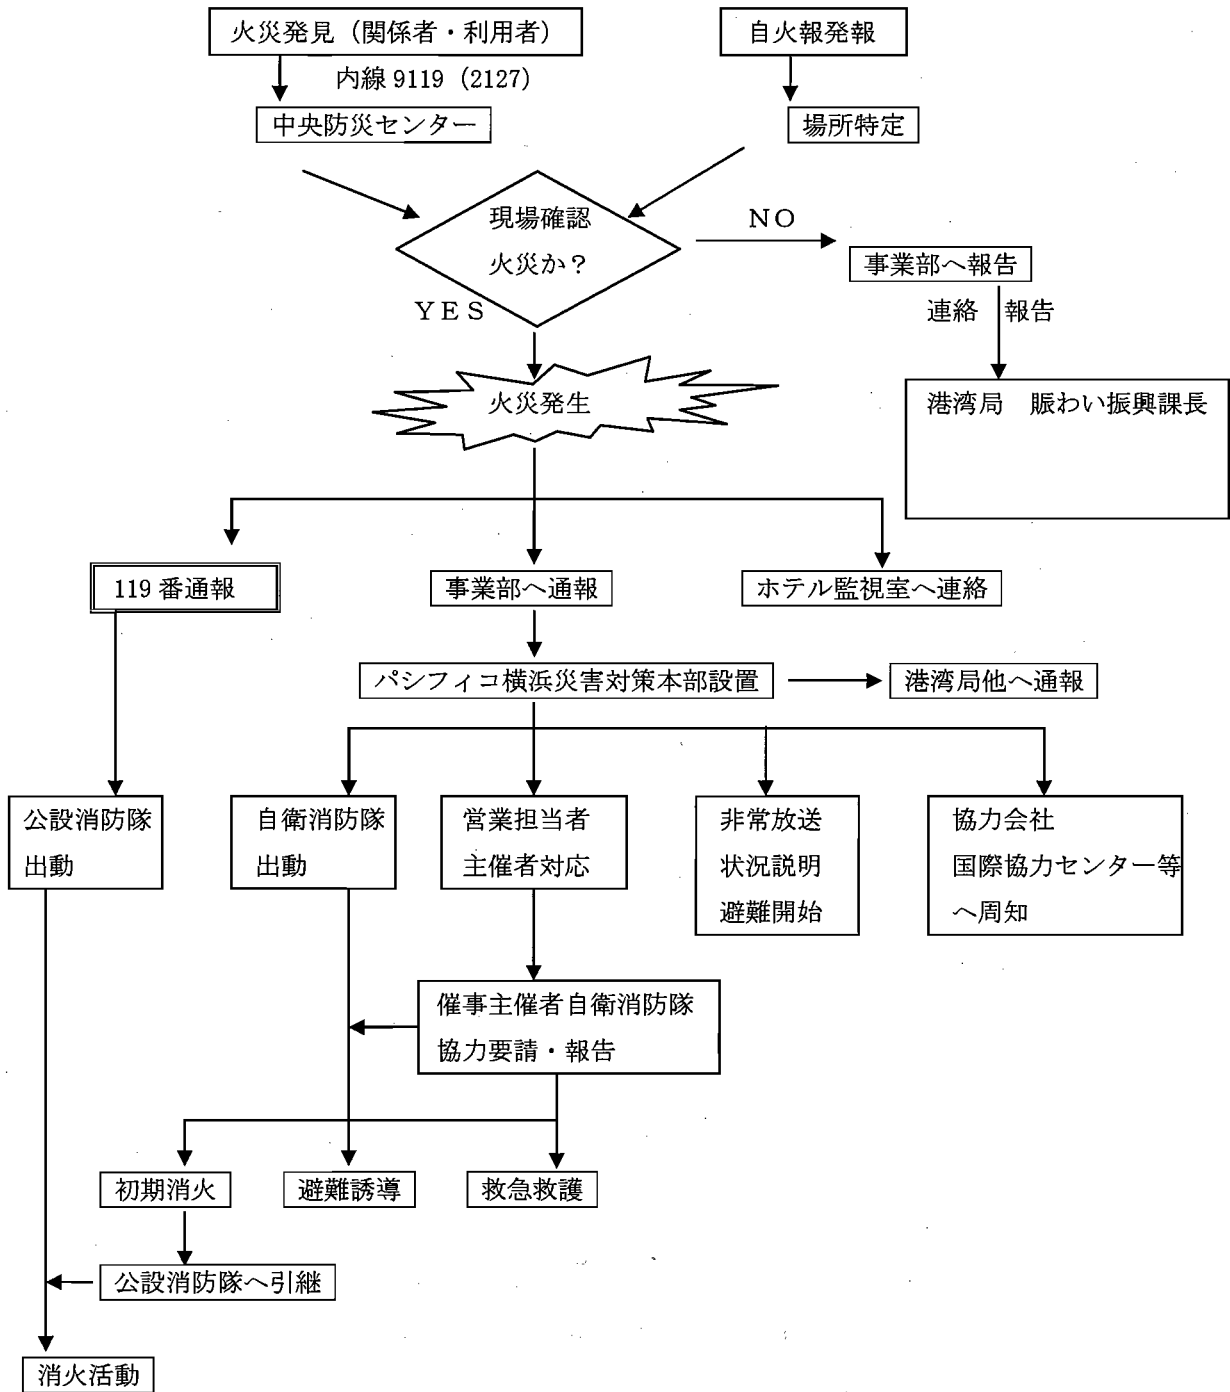 火災発見（関係者・利用者）
自火報発報
内線 9119（2127）
中央防災センター
場所特定
現場確認
火災か？
ＮＯ
事業部へ報告
ＹＥＳ
連絡
報告
火災発生
港湾局　賑わい振興課長
119 番通報
事業部へ通報
ホテル監視室へ連絡
パシフィコ横浜災害対策本部設置
港湾局他へ通報
公設消防隊
出動
自衛消防隊
出動
営業担当者
主催者対応
非常放送
状況説明
避難開始
協力会社
国際協力センター等
へ周知
催事主催者自衛消防隊
協力要請・報告
初期消火
避難誘導
救急救護
公設消防隊へ引継
消火活動